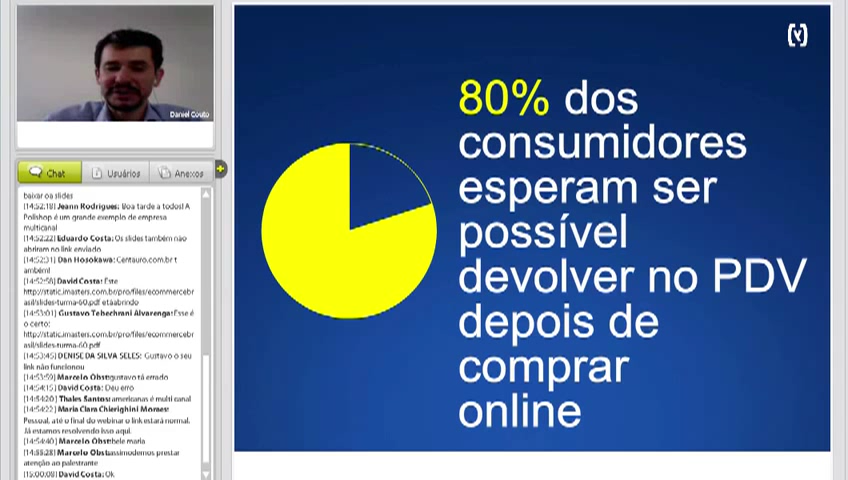 Daniel Couto
Chat
Usuários
Anexos
baixar os slides
[14:52:18] Jeann Rodrigues: Boa tarde a todos! A
Polishop é um grande exemplo de empresa
multicanal
[14:52:22] Eduardo Costa: Os slides também não
abriram no link enviado
[14:52:31] Dan Hosokawa: Centauro.com.br t
ambém!
[14:52:58] David Costa: Este
http://static.imasters.com.br/pro/files/ecommercebr
asil/slides-turma-60.pdf etáabrindo
[14:53:01] Gustavo Tebechrani Alvarenga: Esse é
o certo:
http://static.imasters.com.br/pro/files/ecommercebr
asil/slides-turma-60.pdf
[14:53:45] DENISE DA SILVA SELES: Gustavo o seu
link não funcionou
[14:53:59] Marcelo Obst: gustavo tá errado
[14:54:15] David Costa: Deu erro
[14:54:20] Thales Santos: americanas é multi canal
[14:54:22] Maria Clara Chierighini Moraes:
Pessoal, até o final do webinar o link estará normal.
Já estamos resolvendo isso aqui.
[14:54:40] Marcelo Obst: bele maria
Marcelo Obst: assimodemos prestar
atenção ao palestrante
[15:00:08] David Costa: Ok
80% dos
consumidores
esperam ser
possível
devolver no PDV
depois de
comprar
online